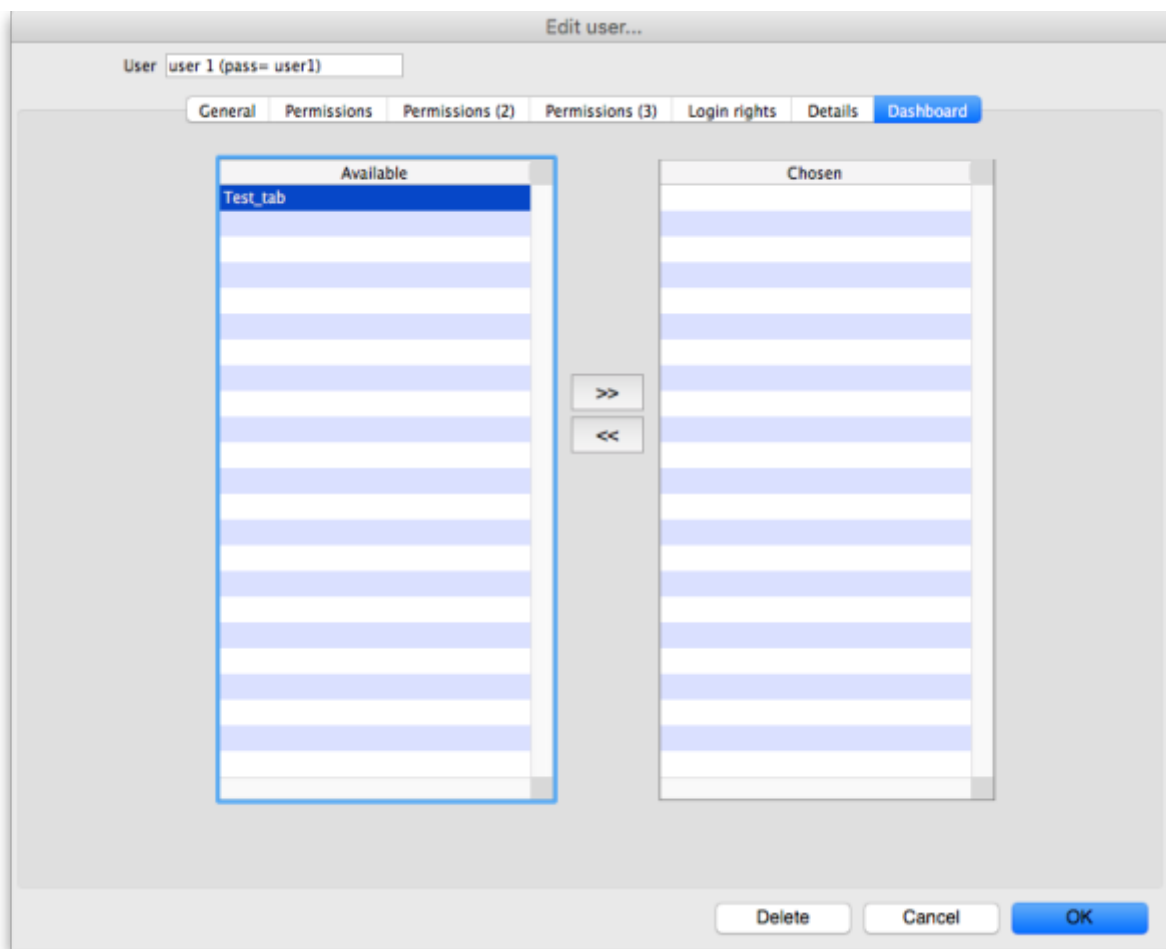 Edit user...
User user 1 (pass= user1)
General Permissions Permissions (2) Permissions (3) Login rights Details Dashboard
Available Chosen
Test_tab
>>
<<
Delete Cancel OK